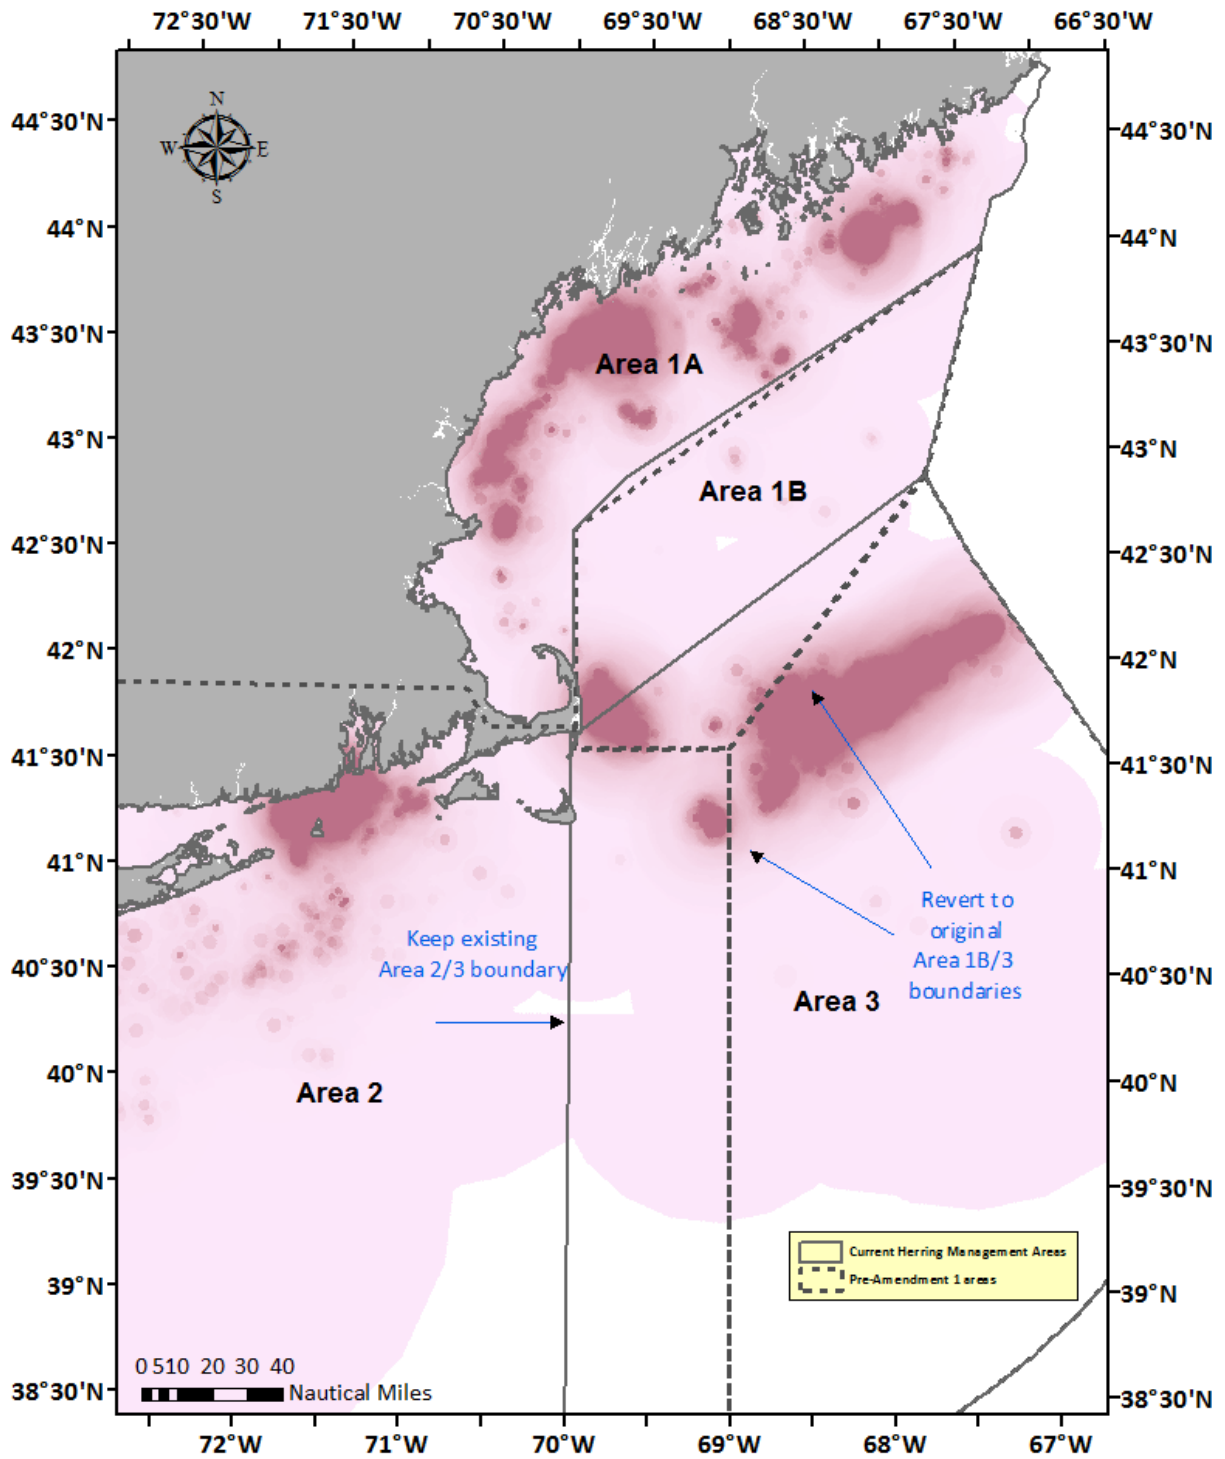 72°30'W 71°30'W 70°30'W 69°30'W 68°30'W 67°30'W 66°30'W
N
W E
S
44°30'N 44°30'N
44°N 44°N
43°30'N 43°30'N
Area 1A
43°N 43°N
Area 1B
42°30'N 42°30'N
42°N 42°N
41°30'N 41°30'N
41°N 41°N
Revert to
original
Area 1B/3
boundaries
Keep existing
Area 2/3 boundary
40°30'N 40°30'N
Area 3
40°N 40°N
Area 2
39°30'N 39°30'N
Current Herring Management Areas
Pre-Amendment 1 areas
39°N 39°N
0 5 10 20 30 40
Nautical Miles
38°30'N 38°30'N
72°W 71°W 70°W 69°W 68°W 67°W